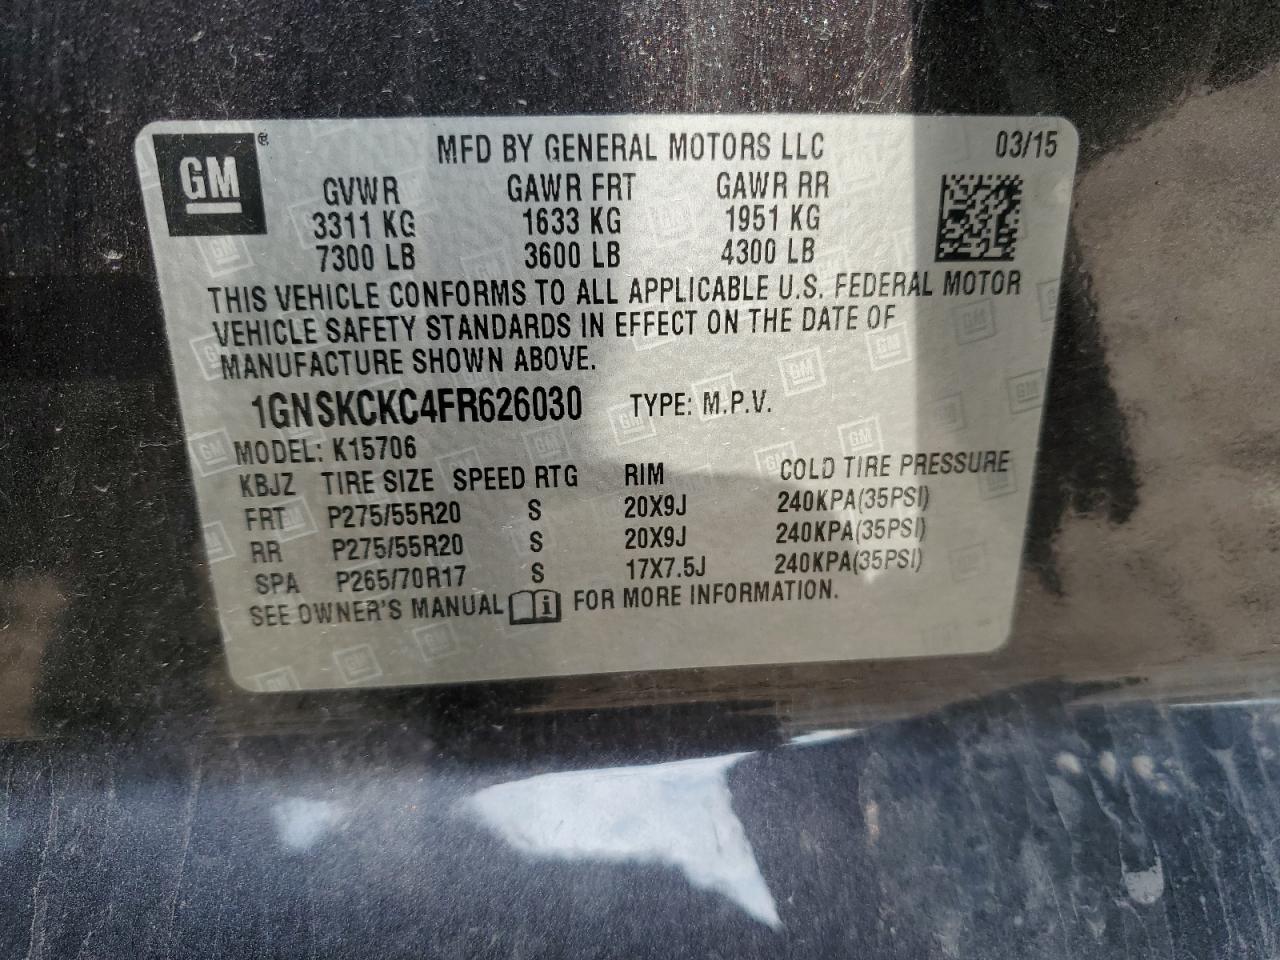 GM ® MFD BY GENERAL MOTORS LLC 03/15
GVWR GAWR FRT GAWR RR
3311 KG 1633 KG 1951 KG
7300 LB 3600 LB 4300 LB
THIS VEHICLE CONFORMS TO ALL APPLICABLE U.S. FEDERAL MOTOR
VEHICLE SAFETY STANDARDS IN EFFECT ON THE DATE OF
MANUFACTURE SHOWN ABOVE.
1GNSKCKC4FR626030 TYPE: M.P.V.
MODEL: K15706
KBJZ TIRE SIZE SPEED RTG RIM COLD TIRE PRESSURE
FRT P275/55R20 S 20X9J 240KPA(35PSI)
RR P275/55R20 S 20X9J 240KPA(35PSI)
SPA P265/70R17 S 17X7.5J 240KPA(35PSI)
SEE OWNER'S MANUAL i FOR MORE INFORMATION.